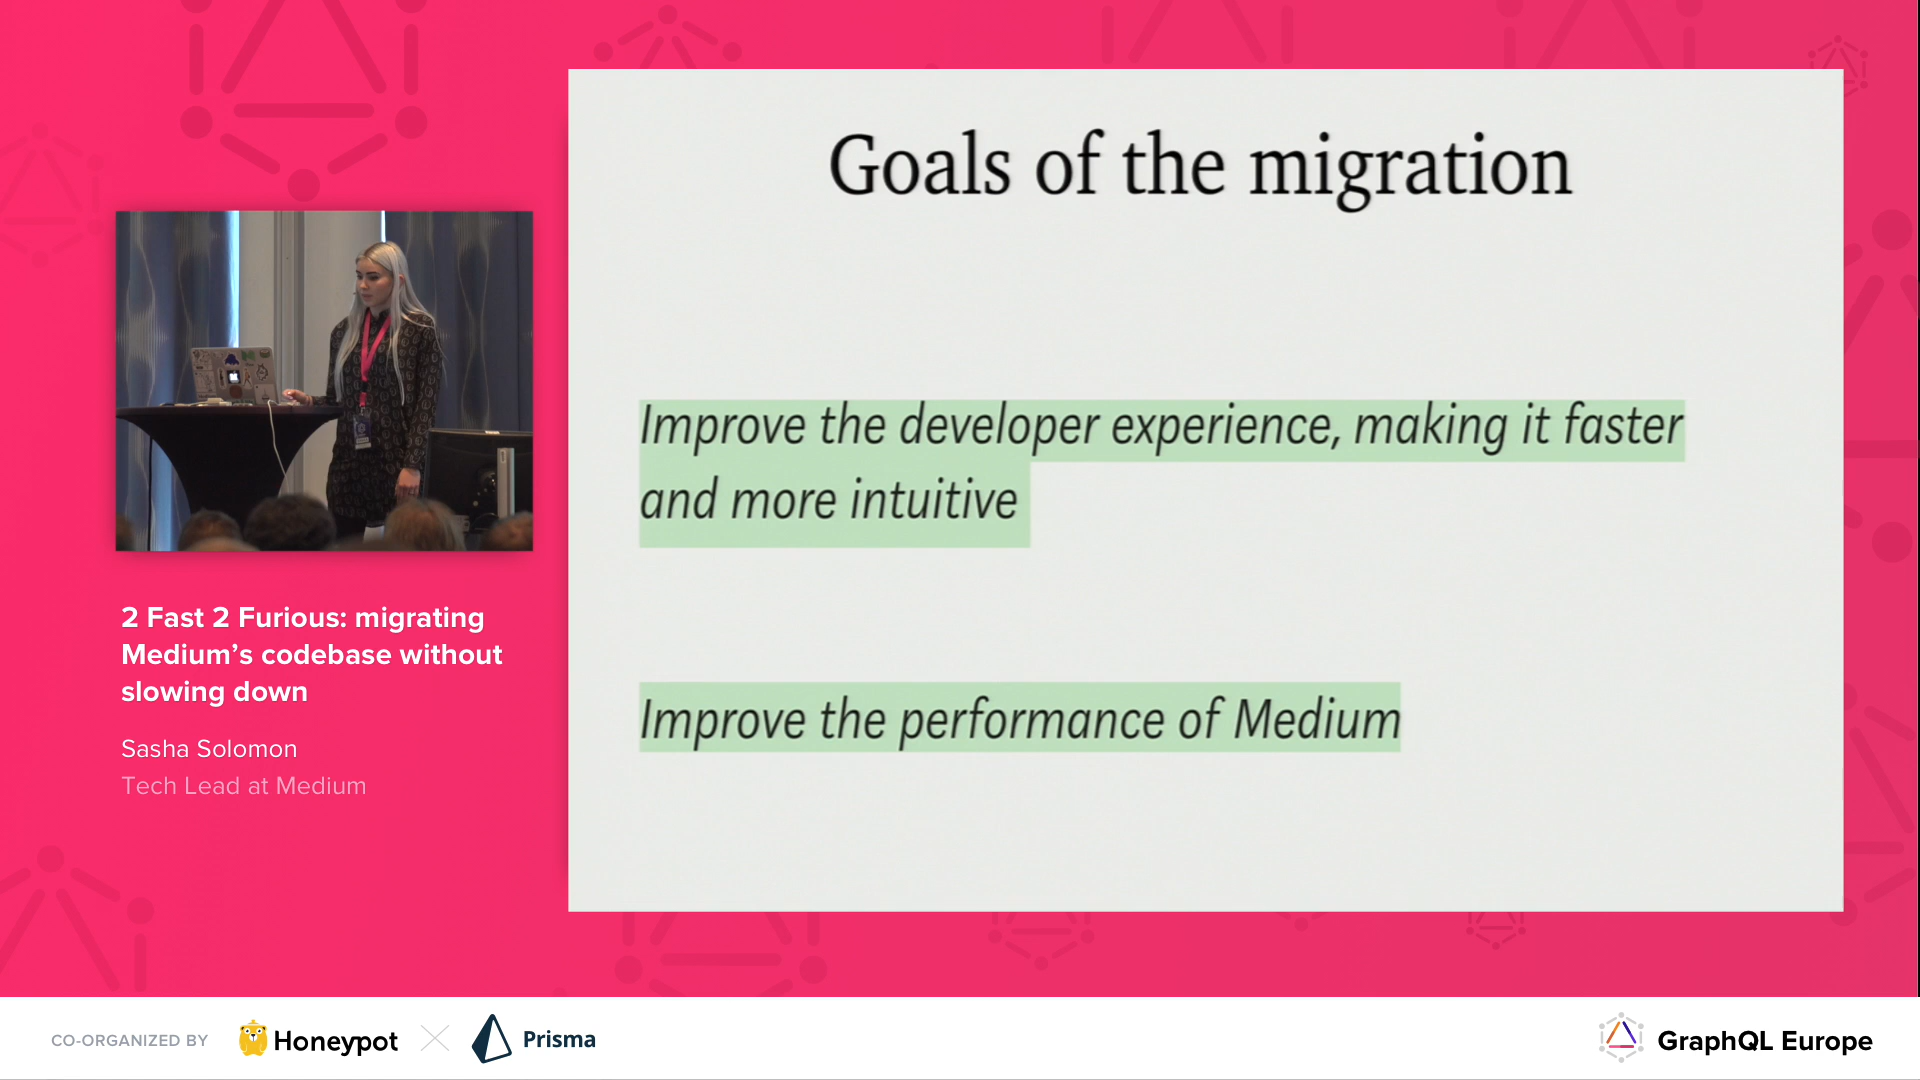 Goals of the migration
Improve the developer experience, making it faster
and more intuitive
Improve the performance of Medium
2 Fast 2 Furious: migrating
Medium’s codebase without
slowing down
Sasha Solomon
Tech Lead at Medium
CO-ORGANIZED BY
Honeypot
Prisma
GraphQL Europe